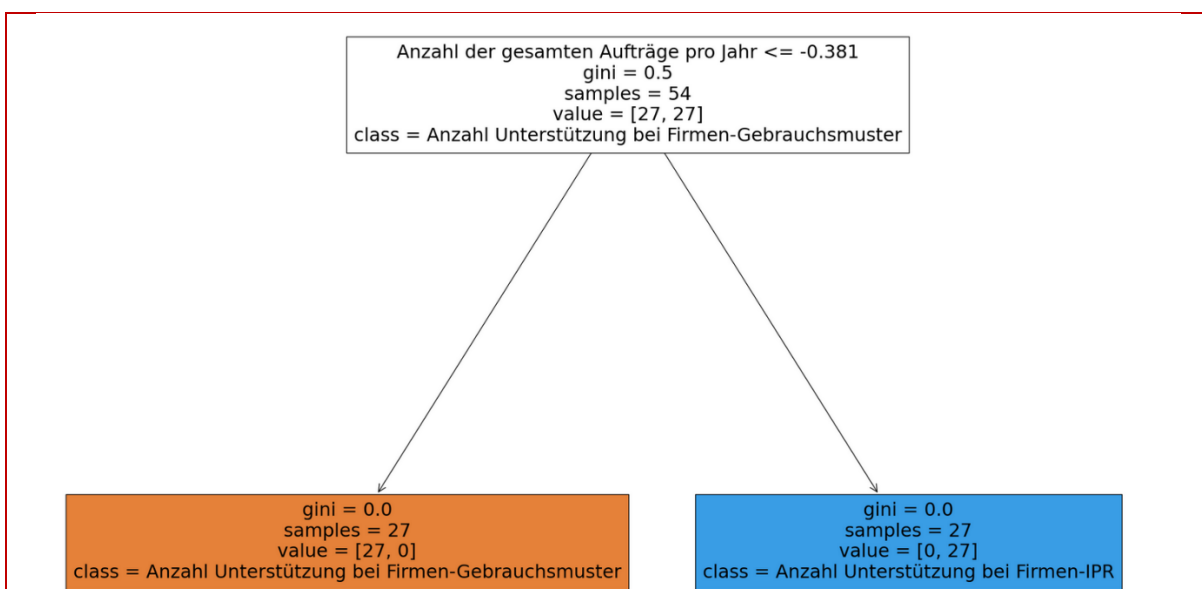 Anzahl der gesamten Aufträge pro Jahr <= -0.381
gini = 0.5
samples = 54
value = [27, 27]
class = Anzahl Unterstützung bei Firmen-Gebrauchsmuster
gini = 0.0
samples = 27
value = [27, 0]
class = Anzahl Unterstützung bei Firmen-Gebrauchsmuster
gini = 0.0
samples = 27
value = [0, 27]
class = Anzahl Unterstützung bei Firmen-IPR